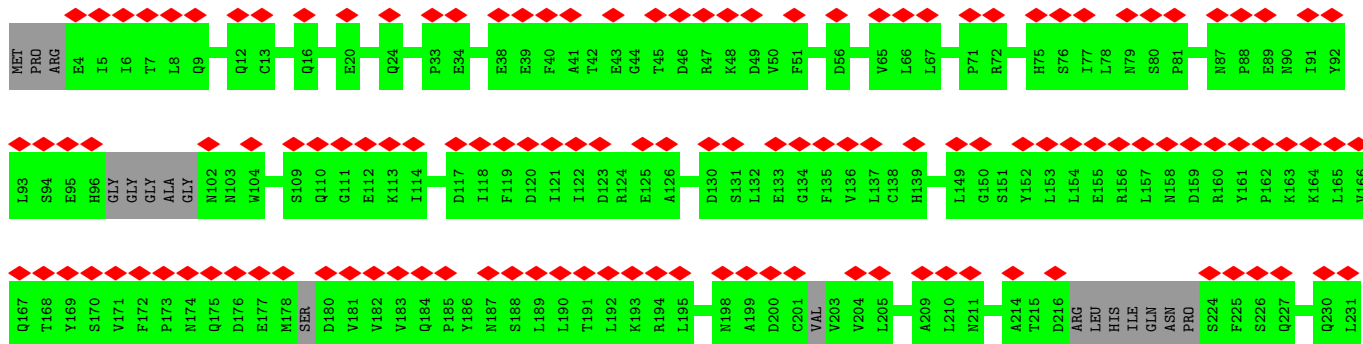 MET PRO ARG E4 I5 I6 T7 L8 Q9 Q12 C13 Q16 E20 Q24 P33 E34 E38 E39 F40 A41 T42 E43 G44 T45 D46 R47 K48 D49 V50 F51 D56 V65 L66 L67 P71 R72 H75 S76 I77 L78 N79 S80 P81 N87 P88 E89 N90 I91 Y92
L93 S94 E95 H96 GLY GLY GLY ALA GLY N102 N103 W104 S109 Q110 G111 E112 K113 I114 D117 I118 F119 D120 I121 I122 D123 R124 E125 A126 D130 S131 L132 E133 G134 F135 V136 L137 C138 H139 L149 G150 S151 Y152 L153 L154 E155 R156 L157 N158 D159 R160 Y161 P162 K163 K164 L165 V166
Q167 T168 Y169 S170 V171 F172 P173 N174 Q175 D176 E177 M178 SER D180 V181 V182 V183 Q184 P185 Y186 N187 S188 L189 L190 T191 L192 K193 R194 L195 N198 A199 D200 C201 VAL V203 V204 L205 A209 L210 N211 A214 T215 D216 ARG LEU HIS ILE GLN ASN PRO S224 F225 S226 Q227 Q230 L231